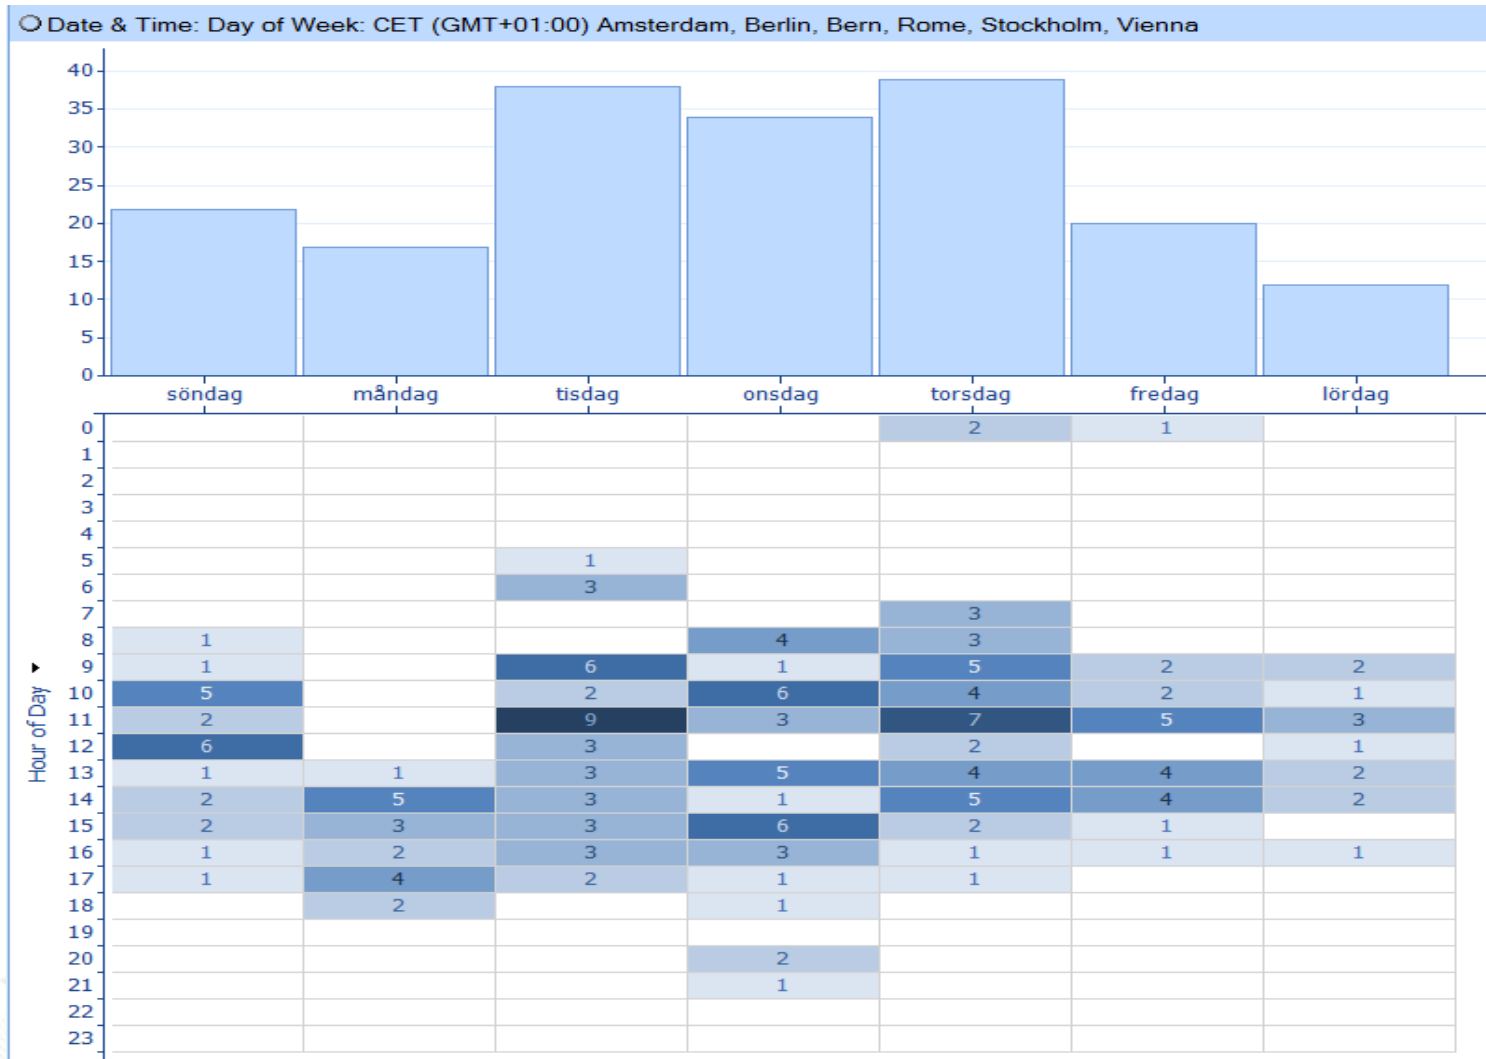 Date & Time: Day of Week: CET (GMT+01:00) Amsterdam, Berlin, Bern, Rome, Stockholm, Vienna
40
35
30
25
20
15
10
5
0
söndag måndag tisdag onsdag torsdag fredag lördag
Hour of Day
0 2 1
1
2
3
4
5 1
6 3
7 3
8 1 4 3
9 1 6 1 5 2 2
10 5 2 6 4 2 1
11 2 9 3 7 5 3
12 6 3 2 1
13 1 1 3 5 4 4 2
14 2 5 3 1 5 4 2
15 2 3 3 6 2 1
16 1 2 3 3 1 1 1
17 1 4 2 1 1
18 2 1
19
20 2
21 1
22
23